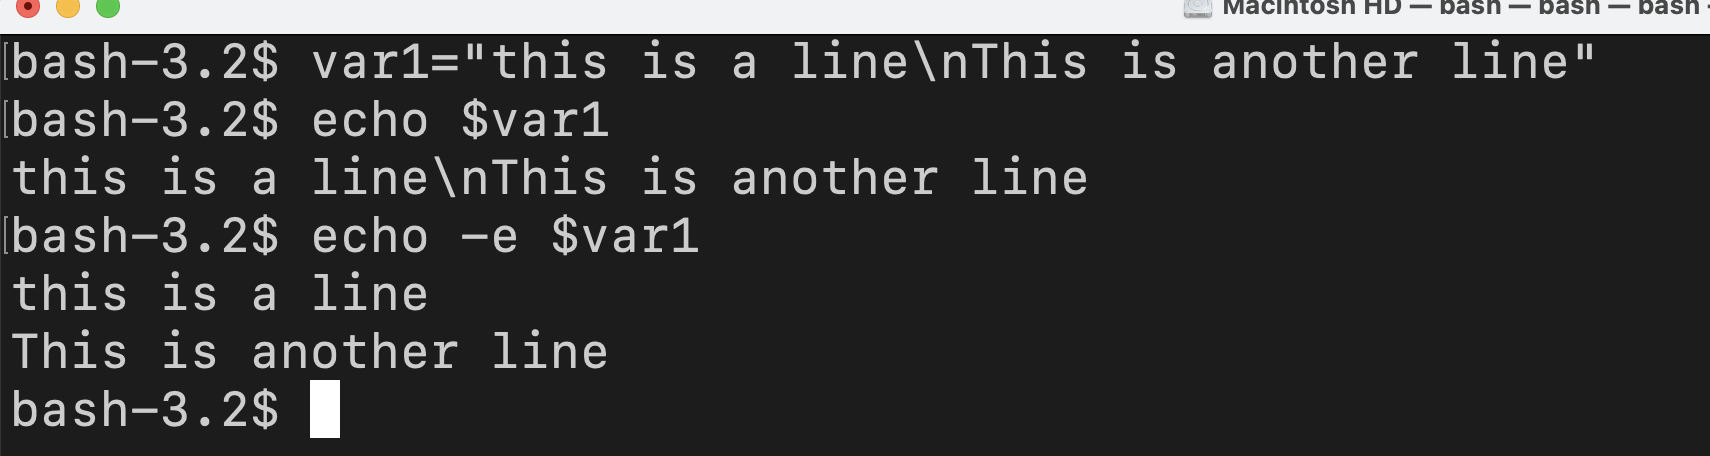 Macintosh HD — bash — bash — bash
bash-3.2$ var1="this is a line\nThis is another line"
bash-3.2$ echo $var1
this is a line\nThis is another line
bash-3.2$ echo -e $var1
this is a line
This is another line
bash-3.2$